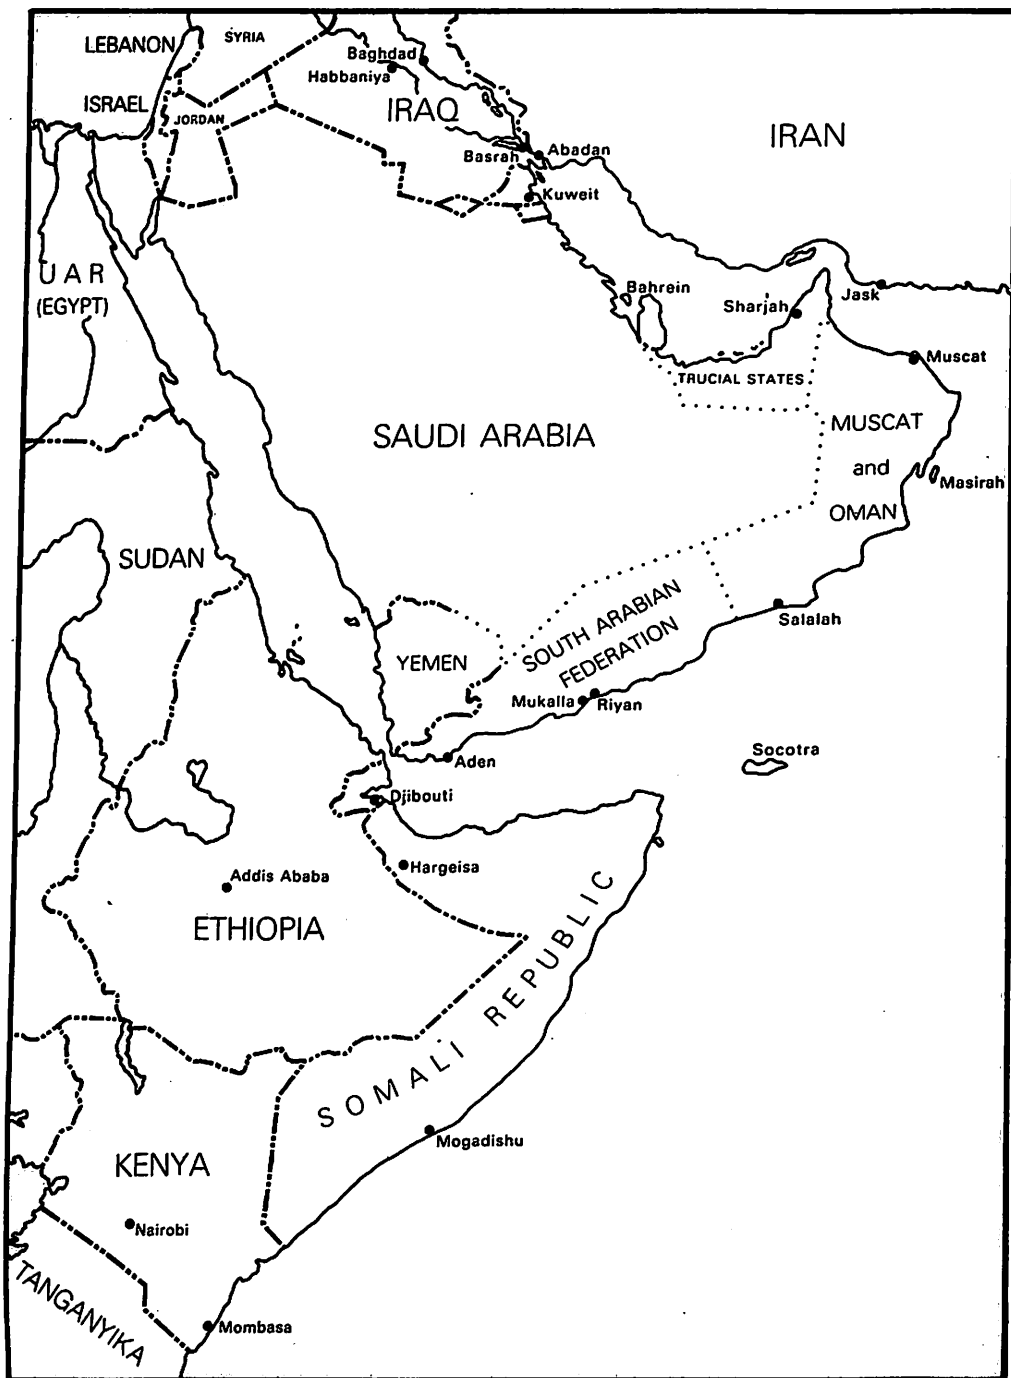 LEBANON
SYRIA
Baghdad
Habbaniya
ISRAEL
JORDAN
IRAQ
IRAN
Basrah
Abadan
Kuweit
UAR
(EGYPT)
Bahrein
Sharjah
Jask
Muscat
TRUCIAL STATES
SAUDI ARABIA
MUSCAT
and
OMAN
Masirah
SUDAN
SOUTH ARABIAN
FEDERATION
Salalah
YEMEN
Mukalla
Riyan
Aden
Socotra
Djibouti
Hargeisa
Addis Ababa
ETHIOPIA
SOMALI REPUBLIC
Mogadishu
KENYA
Nairobi
TANGANYIKA
Mombasa